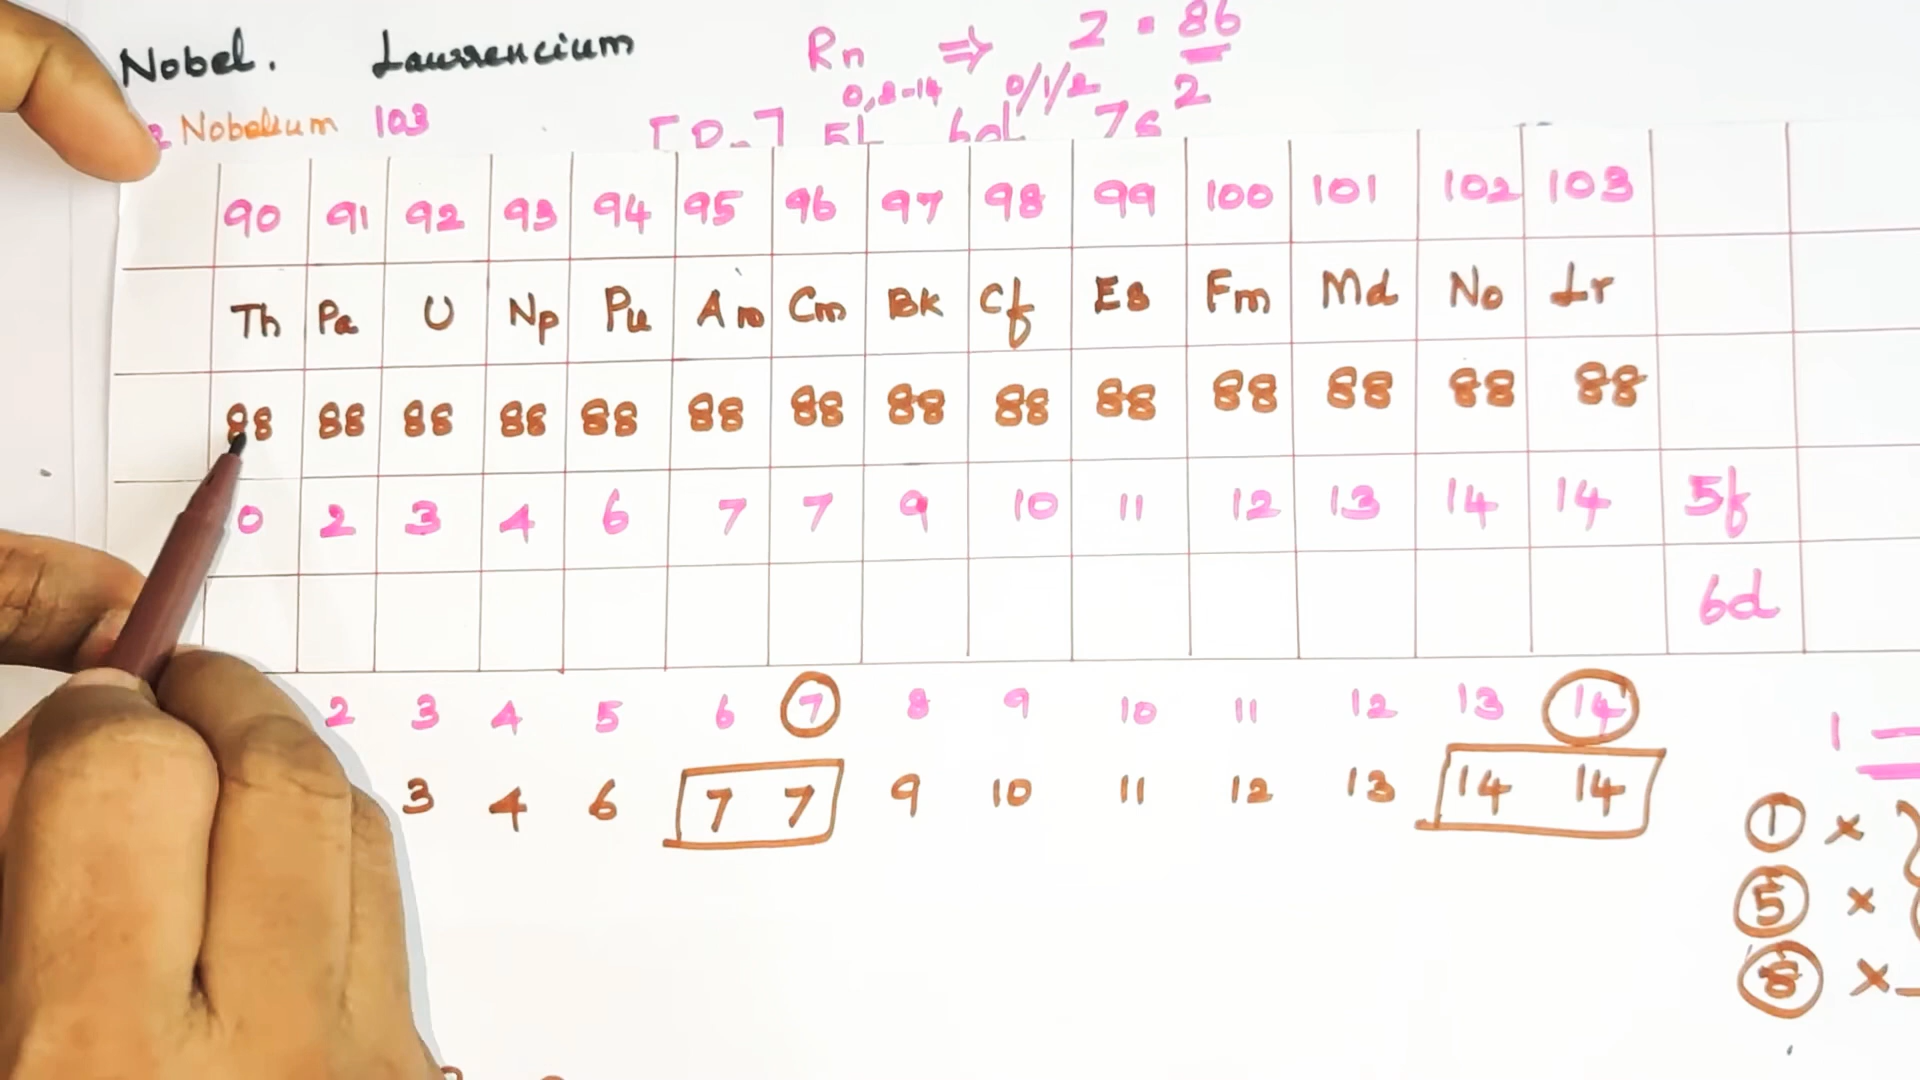 Nobel. Laurrencium Rn ⇒ Z = 86
0,2-14 0/1/2 2
Nobelium 103 5f 6d 7s
90 91 92 93 94 95 96 97 98 99 100 101 102 103
Th Pa U Np Pu Am Cm Bk Cf Es Fm Md No Lr
88 88 88 88 88 88 88 88 88 88 88 88 88 88
0 2 3 4 6 7 7 9 10 11 12 13 14 14 5f
6d
2 3 4 5 6 7 8 9 10 11 12 13 14 1
3 4 6 7 7 9 10 11 12 13 14 14
1 ×
5 ×
8 ×